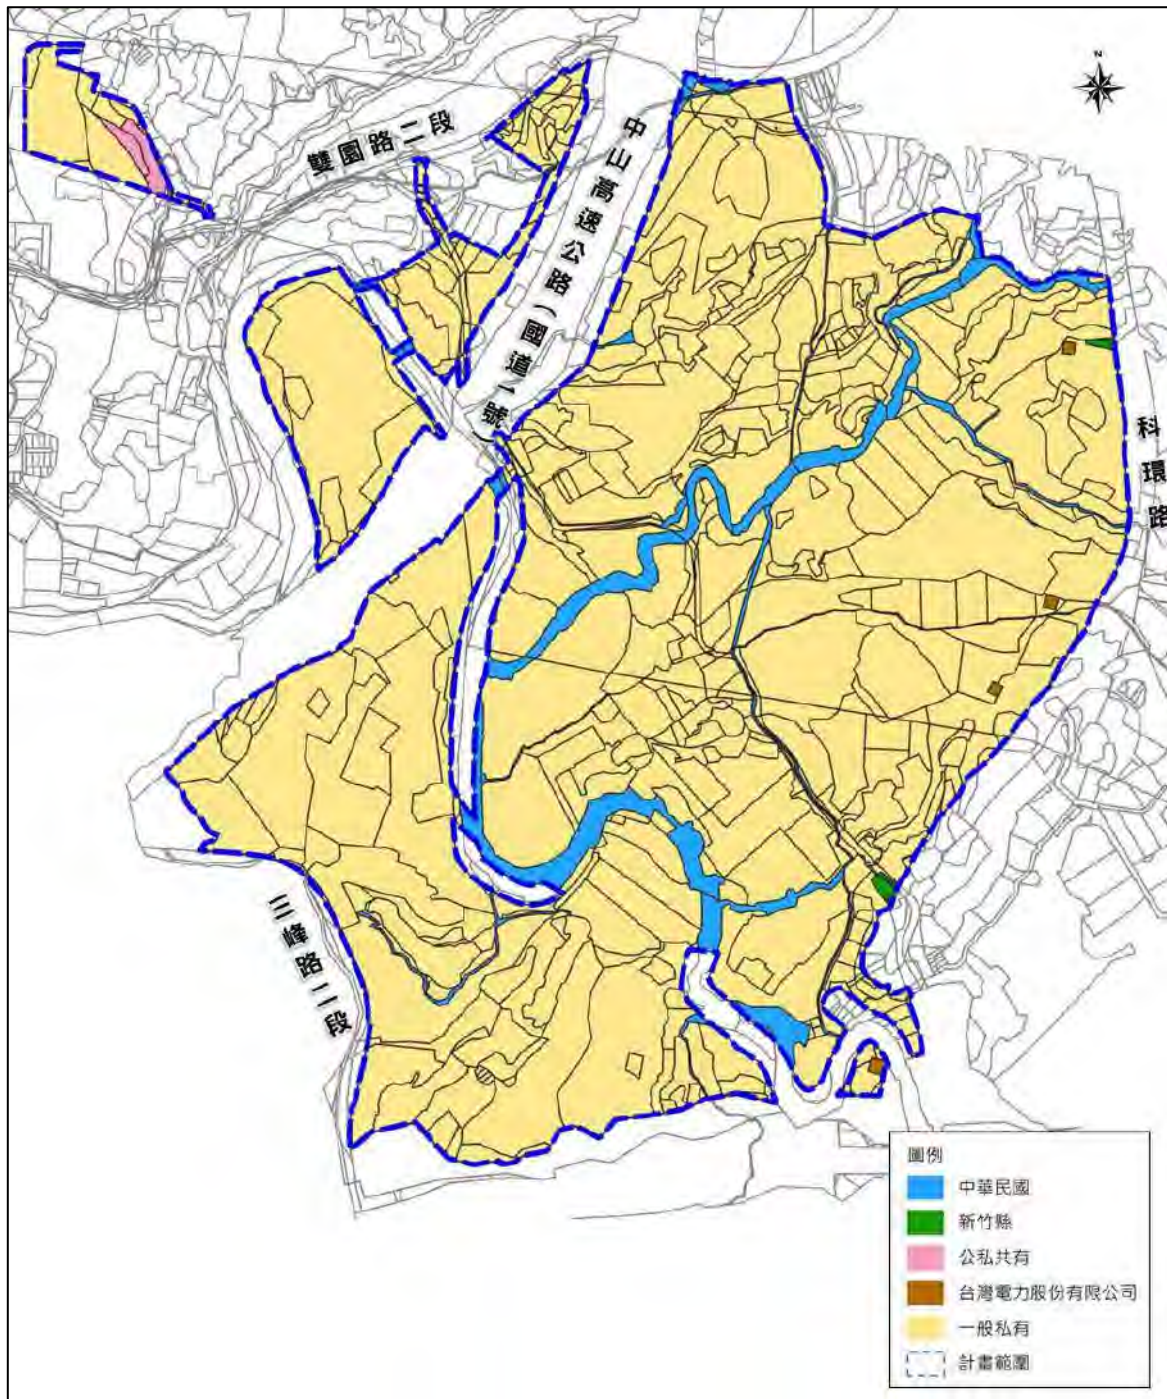 N
雙園路二段
中山高速公路(國道1號)
科環路
三峰路二段
圖例
中華民國
新竹縣
公私共有
台灣電力股份有限公司
一般私有
計畫範圍